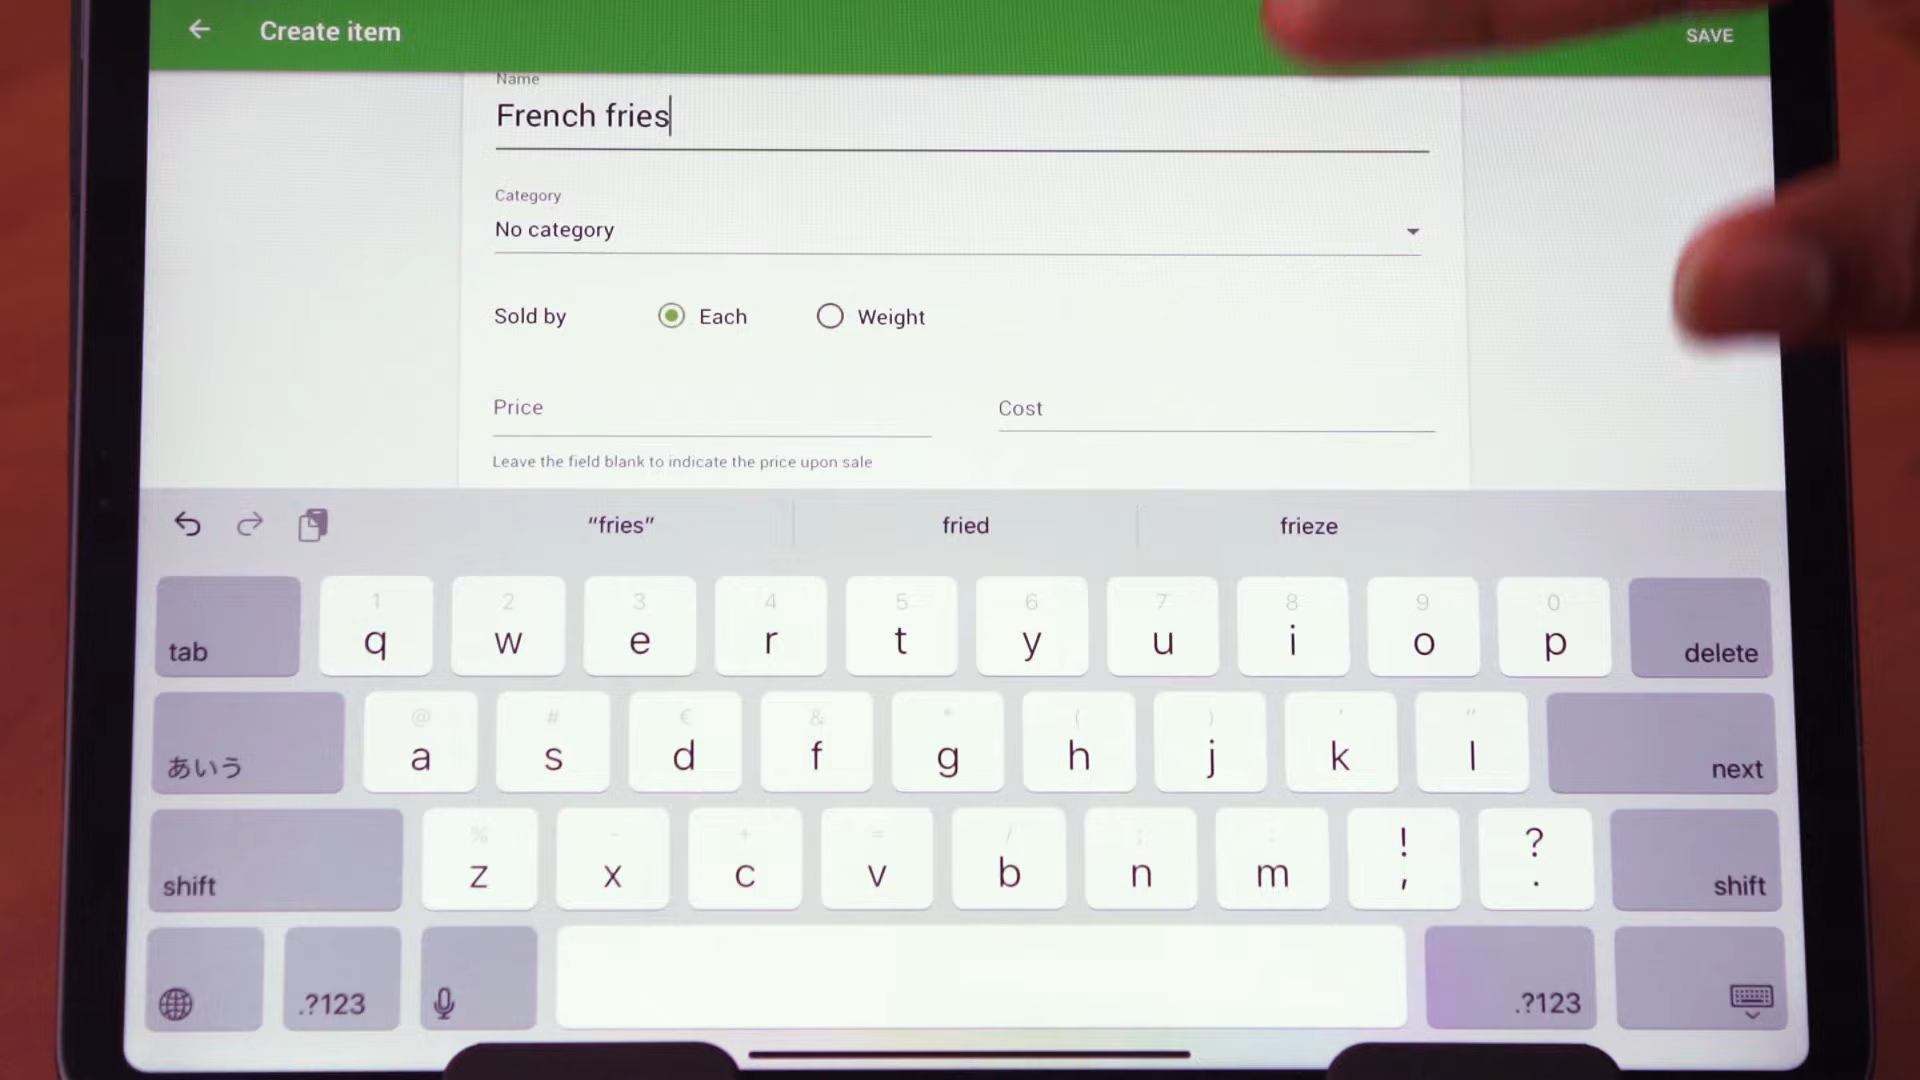 Create item
SAVE
Name
French fries
Category
No category
Sold by
Each
Weight
Price
Cost
Leave the field blank to indicate the price upon sale
“fries”
fried
frieze
1 2 3 4 5 6 7 8 9 0
tab q w e r t y u i o p delete
@ # € & * ( ) ' "
あいう a s d f g h j k l next
% - + = / ; : ! ?
shift z x c v b n m , . shift
.?123
.?123